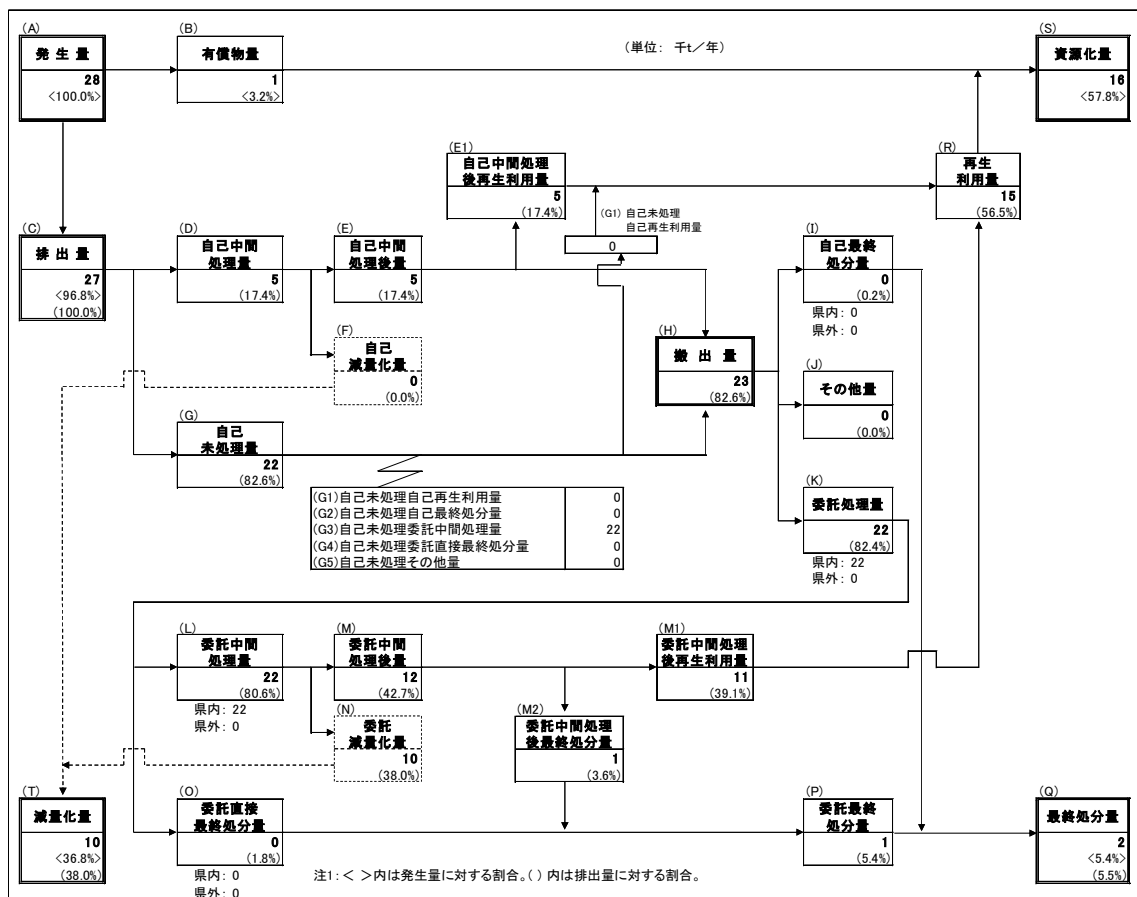 (A)
発 生 量
28
<100.0%>
(B)
有償物量
1
<3.2%>
(単位： 千t／年)
(S)
資源化量
16
<57.8%>
(E1)
自己中間処理
後再生利用量
5
(17.4%)
(G1) 自己未処理
自己再生利用量
0
(R)
再生
利用量
15
(56.5%)
(C)
排 出 量
27
<96.8%>
(100.0%)
(D)
自己中間
処理量
5
(17.4%)
(E)
自己中間
処理後量
5
(17.4%)
(F)
自己
減量化量
0
(0.0%)
(G)
自己
未処理量
22
(82.6%)
(G1)自己未処理自己再生利用量 0
(G2)自己未処理自己最終処分量 0
(G3)自己未処理委託中間処理量 22
(G4)自己未処理委託直接最終処分量 0
(G5)自己未処理その他量 0
(H)
搬 出 量
23
(82.6%)
(I)
自己最終
処分量
0
(0.2%)
県内： 0
県外： 0
(J)
その他量
0
(0.0%)
(K)
委託処理量
22
(82.4%)
県内： 22
県外： 0
(L)
委託中間
処理量
22
(80.6%)
県内： 22
県外： 0
(M)
委託中間
処理後量
12
(42.7%)
(N)
委託
減量化量
10
(38.0%)
(M1)
委託中間処理
後再生利用量
11
(39.1%)
(M2)
委託中間処理
後最終処分量
1
(3.6%)
(T)
減量化量
10
<36.8%>
(38.0%)
(O)
委託直接
最終処分量
0
(1.8%)
県内： 0
県外： 0
(P)
委託最終
処分量
1
(5.4%)
(Q)
最終処分量
2
<5.4%>
(5.5%)
注1：< >内は発生量に対する割合。( )内は排出量に対する割合。